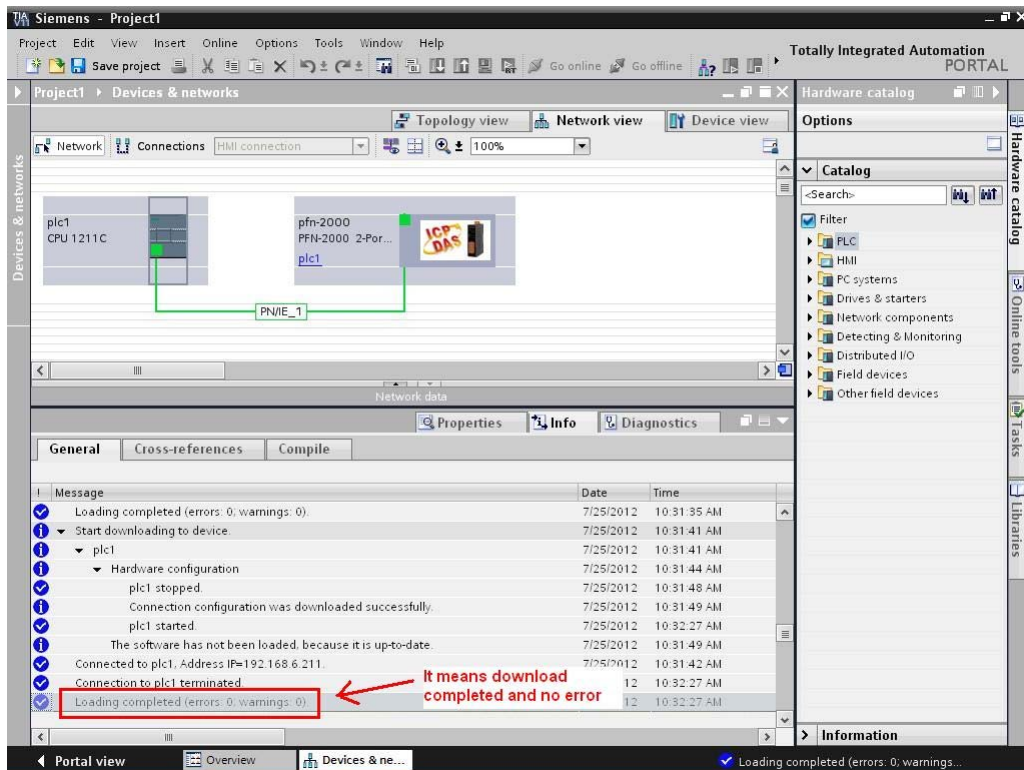 TIA V11 Siemens - Project1
Project Edit View Insert Online Options Tools Window Help
Save project Go online Go offline
Totally Integrated Automation
PORTAL
Project1 Devices & networks
Hardware catalog
Topology view Network view Device view
Options
Network Connections HMI connection 100%
Catalog
<Search>
Filter
PLC
HMI
PC systems
Drives & starters
Network components
Detecting & Monitoring
Distributed I/O
Field devices
Other field devices
Information
Devices & networks
plc1
CPU 1211C
pfn-2000
PFN-2000 2-Por...
plc1
ICP
DAS
PN/IE_1
Network data
Properties Info Diagnostics
General Cross-references Compile
! Message Date Time
Loading completed (errors: 0; warnings: 0). 7/25/2012 10:31:35 AM
Start downloading to device. 7/25/2012 10:31:41 AM
plc1 7/25/2012 10:31:41 AM
Hardware configuration 7/25/2012 10:31:44 AM
plc1 stopped. 7/25/2012 10:31:48 AM
Connection configuration was downloaded successfully. 7/25/2012 10:31:49 AM
plc1 started. 7/25/2012 10:32:27 AM
The software has not been loaded, because it is up-to-date. 7/25/2012 10:31:49 AM
Connected to plc1, Address IP=192.168.6.211. 7/25/2012 10:31:42 AM
Connection to plc1 terminated. 12 10:32:27 AM
Loading completed (errors: 0; warnings: 0). 12 10:32:27 AM
It means download
completed and no error
Hardware catalog
Online tools
Tasks
Libraries
Portal view Overview Devices & ne... Loading completed (errors: 0; warnings...